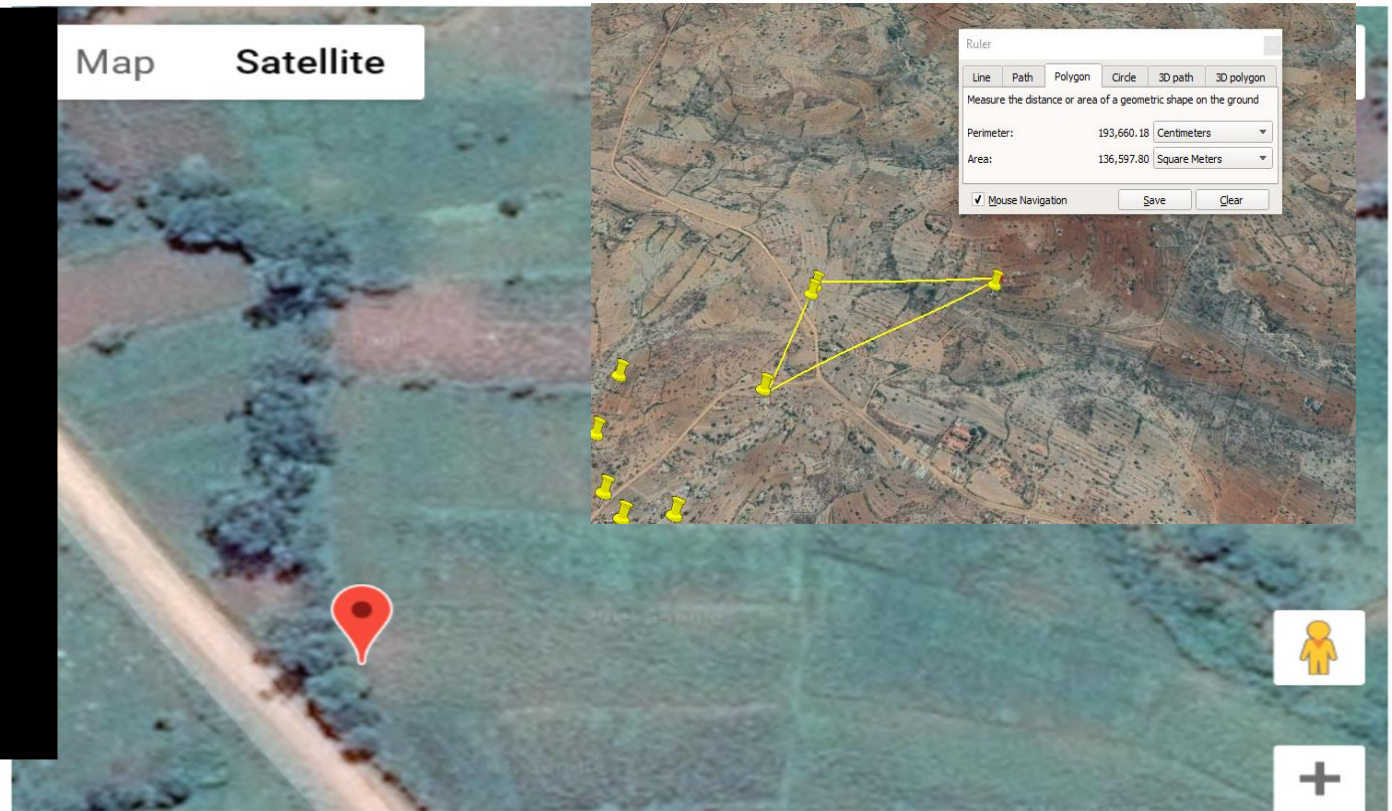 Map Satellite
Ruler
Line Path Polygon Circle 3D path 3D polygon
Measure the distance or area of a geometric shape on the ground
Perimeter: 193,660.18 Centimeters
Area: 136,597.80 Square Meters
Mouse Navigation Save Clear